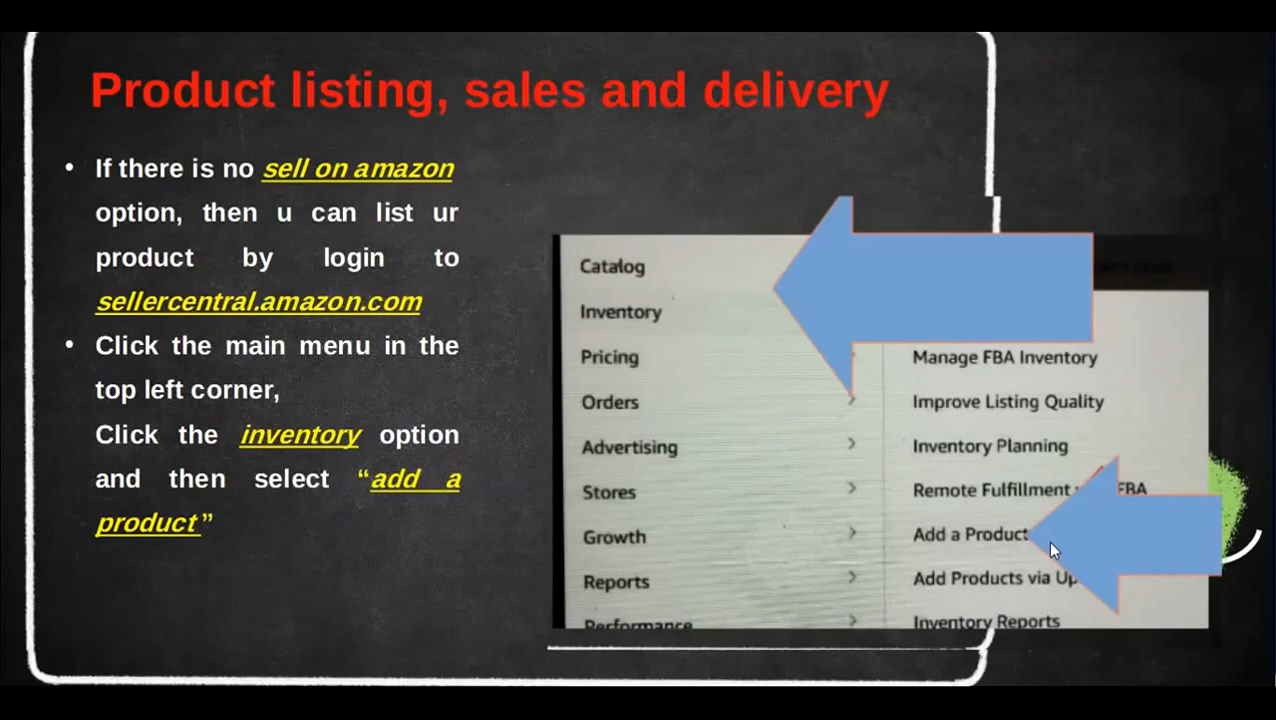 Product listing, sales and delivery
• If there is no sell on amazon
option, then u can list ur
product by login to
sellercentral.amazon.com
• Click the main menu in the
top left corner,
Click the inventory option
and then select “add a
product”
Catalog
Inventory
Pricing
Orders
Advertising
Stores
Growth
Reports
Performance
Manage FBA Inventory
Improve Listing Quality
Inventory Planning
Remote Fulfillment FBA
Add a Product
Add Products via
Inventory Reports